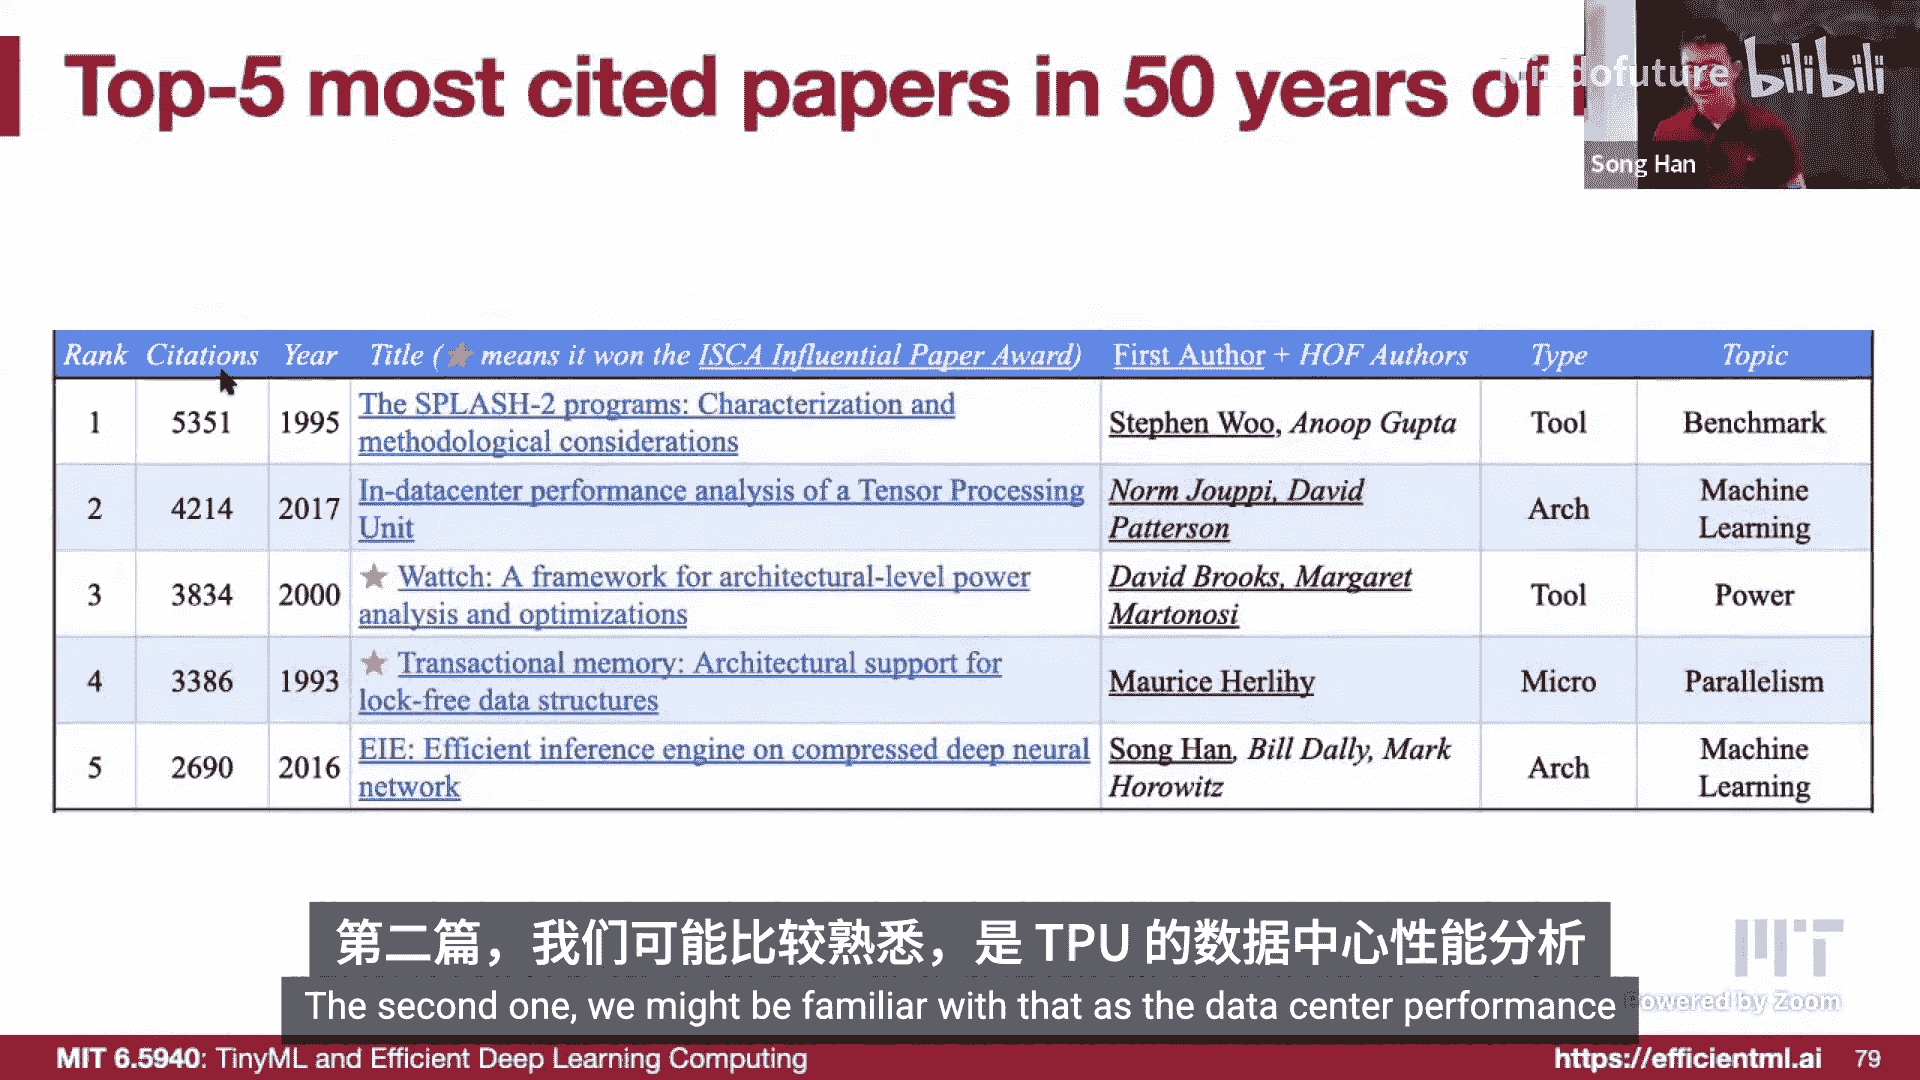 Top-5 most cited papers in 50 years of
bilibili
Song Han
Rank Citations Year Title (★ means it won the ISCA Influential Paper Award) First Author + HOF Authors Type Topic
1 5351 1995 The SPLASH-2 programs: Characterization and methodological considerations Stephen Woo, Anoop Gupta Tool Benchmark
2 4214 2017 In-datacenter performance analysis of a Tensor Processing Unit Norm Jouppi, David Patterson Arch Machine Learning
3 3834 2000 ★ Wattch: A framework for architectural-level power analysis and optimizations David Brooks, Margaret Martonosi Tool Power
4 3386 1993 ★ Transactional memory: Architectural support for lock-free data structures Maurice Herlihy Micro Parallelism
5 2690 2016 EIE: Efficient inference engine on compressed deep neural network Song Han, Bill Dally, Mark Horowitz Arch Machine Learning
第二篇，我们可能比较熟悉，是 TPU 的数据中心性能分析
The second one, we might be familiar with that as the data center performance
MIT
Powered by Zoom
MIT 6.5940: TinyML and Efficient Deep Learning Computing
https://efficientml.ai 79